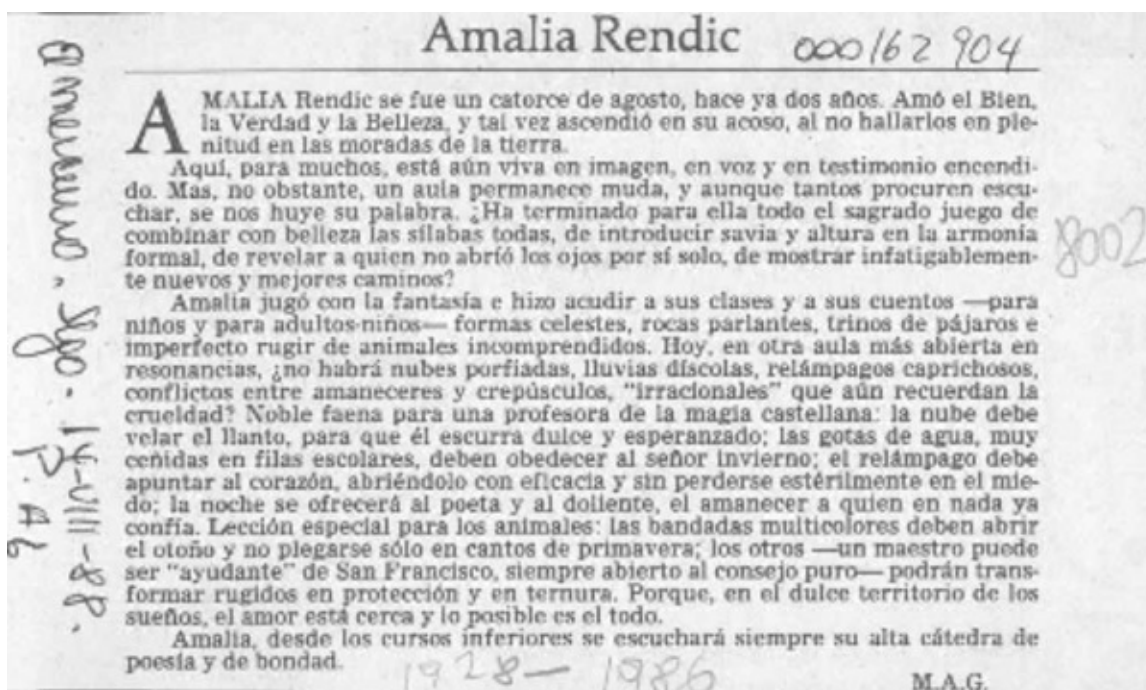 Amalia Rendic
000162904
AMALIA Rendic se fue un catorce de agosto, hace ya dos años. Amó el Bien,
la Verdad y la Belleza, y tal vez ascendió en su acoso, al no hallarlos en ple-
nitud en las moradas de la tierra.
Aquí, para muchos, está aún viva en imagen, en voz y en testimonio encendi-
do. Mas, no obstante, un aula permanece muda, y aunque tantos procuren escu-
char, se nos huye su palabra. ¿Ha terminado para ella todo el sagrado juego de
combinar con belleza las sílabas todas, de introducir savia y altura en la armonía
formal, de revelar a quien no abrió los ojos por sí solo, de mostrar infatigablemen-
te nuevos y mejores caminos?
Amalia jugó con la fantasía e hizo acudir a sus clases y a sus cuentos —para
niños y para adultos-niños— formas celestes, rocas parlantes, trinos de pájaros e
imperfecto rugir de animales incomprendidos. Hoy, en otra aula más abierta en
resonancias, ¿no habrá nubes porfiadas, lluvias díscolas, relámpagos caprichosos,
conflictos entre amaneceres y crepúsculos, "irracionales" que aún recuerdan la
crueldad? Noble faena para una profesora de la magia castellana: la nube debe
velar el llanto, para que él escurra dulce y esperanzado; las gotas de agua, muy
ceñidas en filas escolares, deben obedecer al señor invierno; el relámpago debe
apuntar al corazón, abriéndolo con eficacia y sin perderse estérilmente en el mie-
do; la noche se ofrecerá al poeta y al doliente, el amanecer a quien en nada ya
confía. Lección especial para los animales: las bandadas multicolores deben abrir
el otoño y no plegarse sólo en cantos de primavera; los otros —un maestro puede
ser "ayudante" de San Francisco, siempre abierto al consejo puro— podrán trans-
formar rugidos en protección y en ternura. Porque, en el dulce territorio de los
sueños, el amor está cerca y lo posible es el todo.
Amalia, desde los cursos inferiores se escuchará siempre su alta cátedra de
poesía y de bondad.
1928—1986
M.A.G.
8002
Stgo. 14-VIII-88.
P. A6